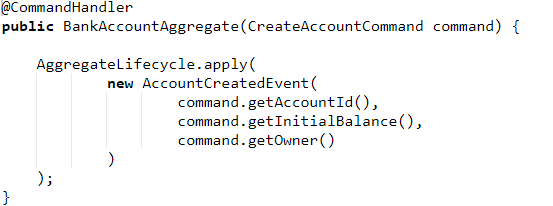 @CommandHandler
public BankAccountAggregate(CreateAccountCommand command) {
AggregateLifecycle.apply(
new AccountCreatedEvent(
command.getAccountId(),
command.getInitialBalance(),
command.getOwner()
)
);
}